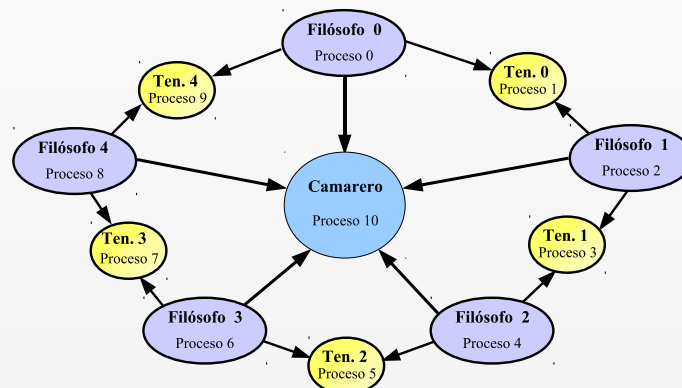 Filósofo 0
Proceso 0
Ten. 4
Proceso 9
Ten. 0
Proceso 1
Filósofo 4
Proceso 8
Filósofo 1
Proceso 2
Camarero
Proceso 10
Ten. 3
Proceso 7
Ten. 1
Proceso 3
Filósofo 3
Proceso 6
Filósofo 2
Proceso 4
Ten. 2
Proceso 5